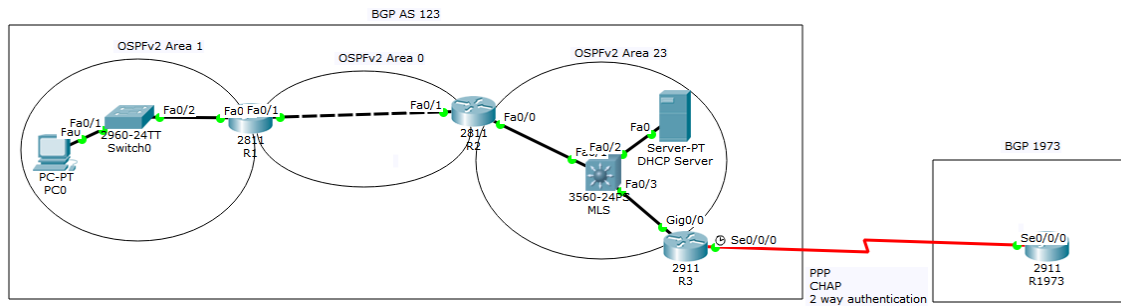 BGP AS 123
OSPFv2 Area 1
OSPFv2 Area 0
OSPFv2 Area 23
Fa0/1
Fa0/2
2960-24TT
Switch0
PC-PT
PC0
Fa0/1
2811
R1
Fa0/1
2811
R2
Fa0/0
Fa0/2
Fa0
Server-PT
DHCP Server
3560-24PS
MLS
Fa0/3
Gig0/0
Se0/0/0
2911
R3
PPP
CHAP
2 way authentication
BGP 1973
Se0/0/0
2911
R1973